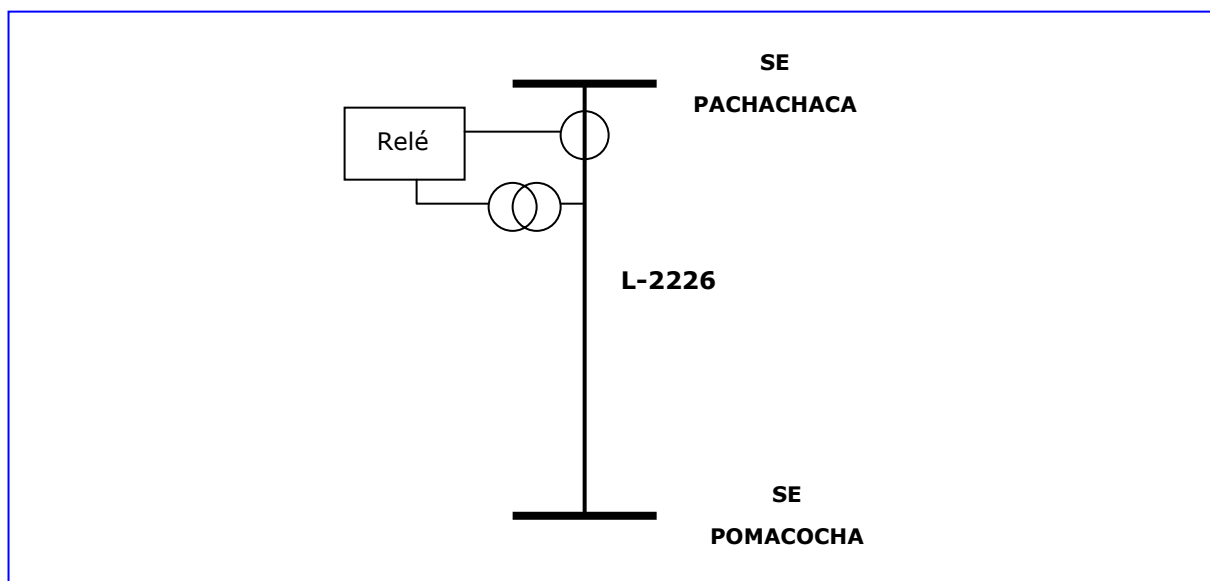 SE
PACHACHACA
Relé
L-2226
SE
POMACOCHA